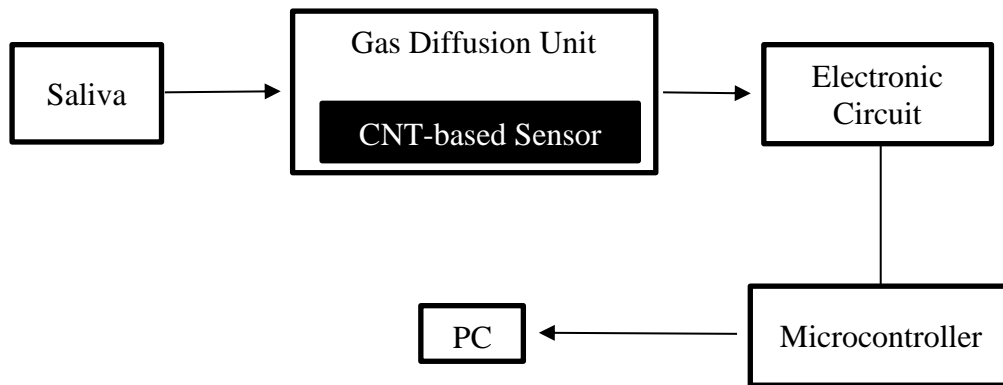 Gas Diffusion Unit
Saliva
CNT-based Sensor
Electronic
Circuit
PC
Microcontroller